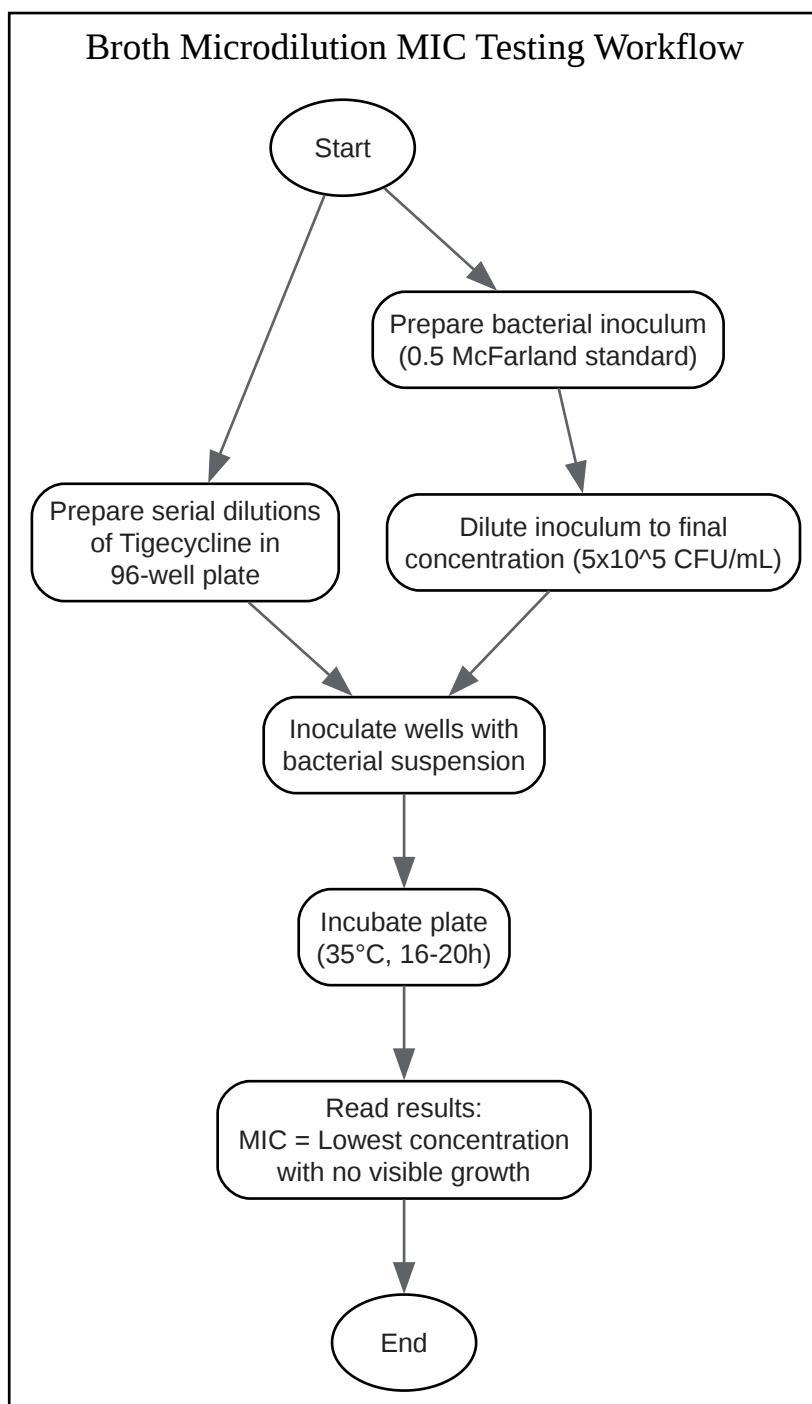 Broth Microdilution MIC Testing Workflow
Start
Prepare bacterial inoculum
(0.5 McFarland standard)
Prepare serial dilutions
of Tigecycline in
96-well plate
Dilute inoculum to final
concentration (5x10^5 CFU/mL)
Inoculate wells with
bacterial suspension
Incubate plate
(35°C, 16-20h)
Read results:
MIC = Lowest concentration
with no visible growth
End